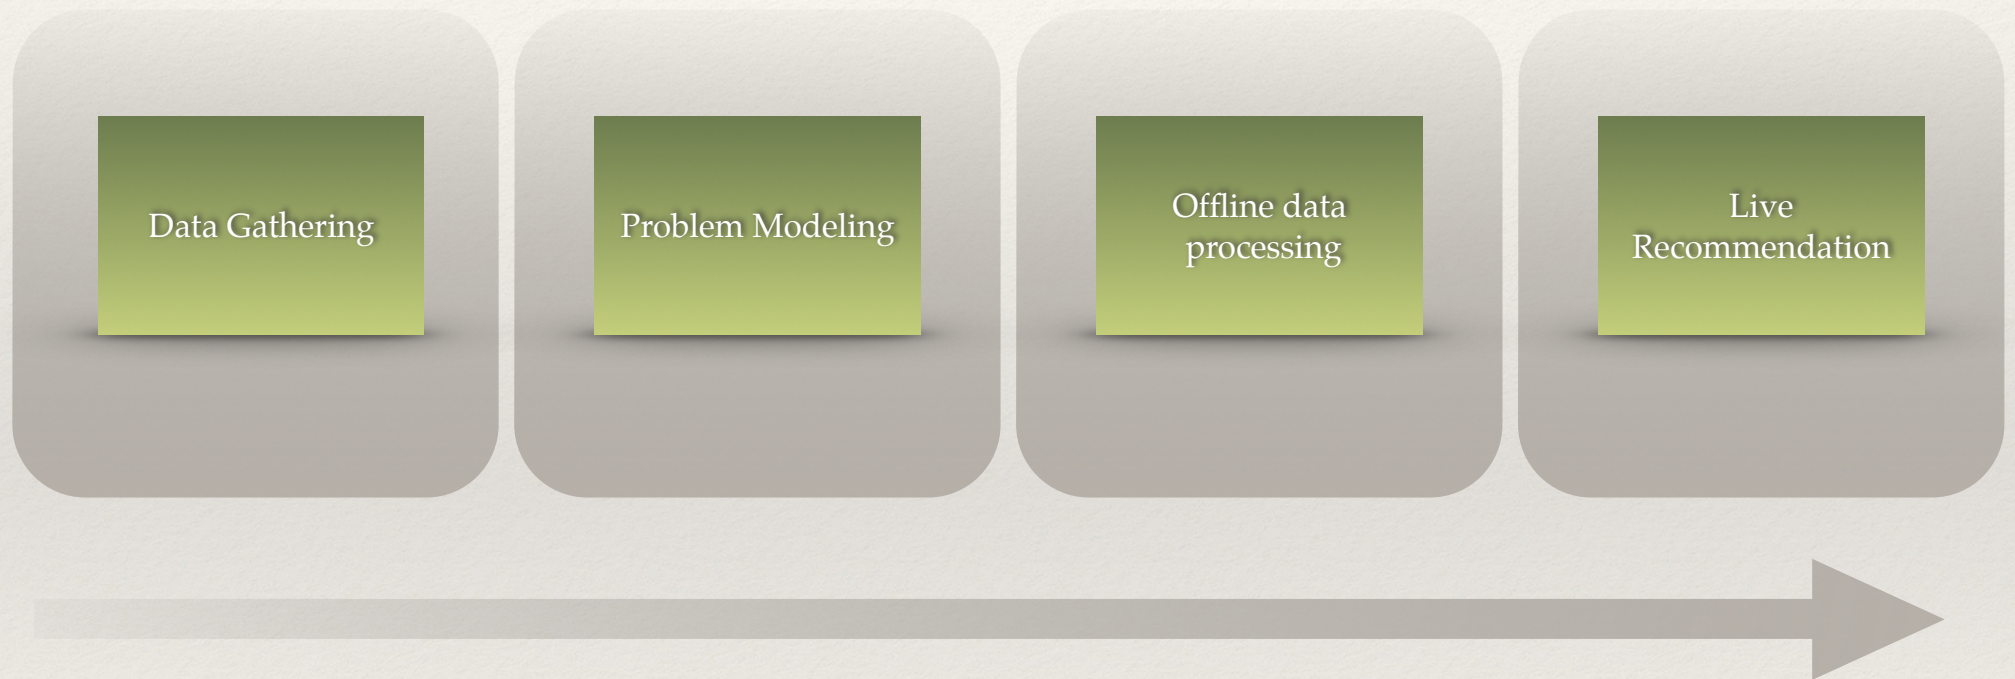 Data Gathering
Problem Modeling
Offline data
processing
Live
Recommendation